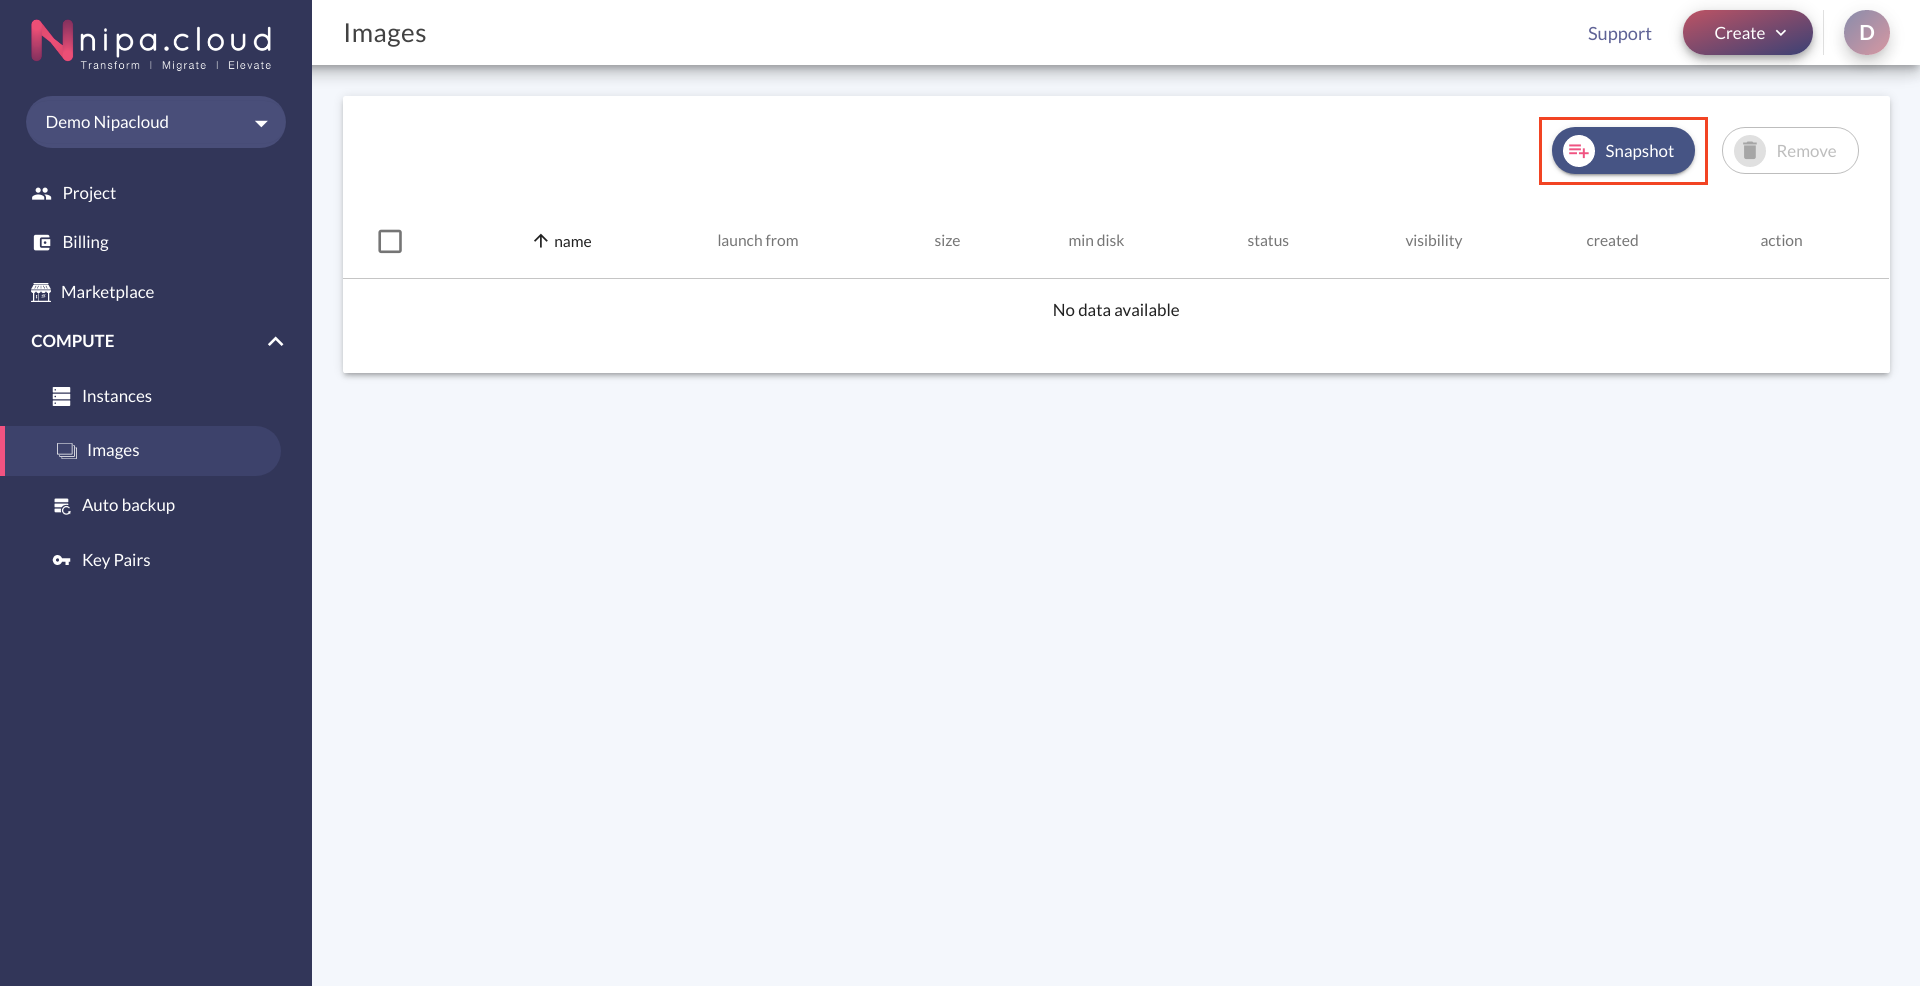 nipa.cloud
Transform | Migrate | Elevate
Demo Nipacloud
Project
Billing
Marketplace
COMPUTE
Instances
Images
Auto backup
Key Pairs
Images
Support
Create
D
Snapshot
Remove
name launch from size min disk status visibility created action
No data available